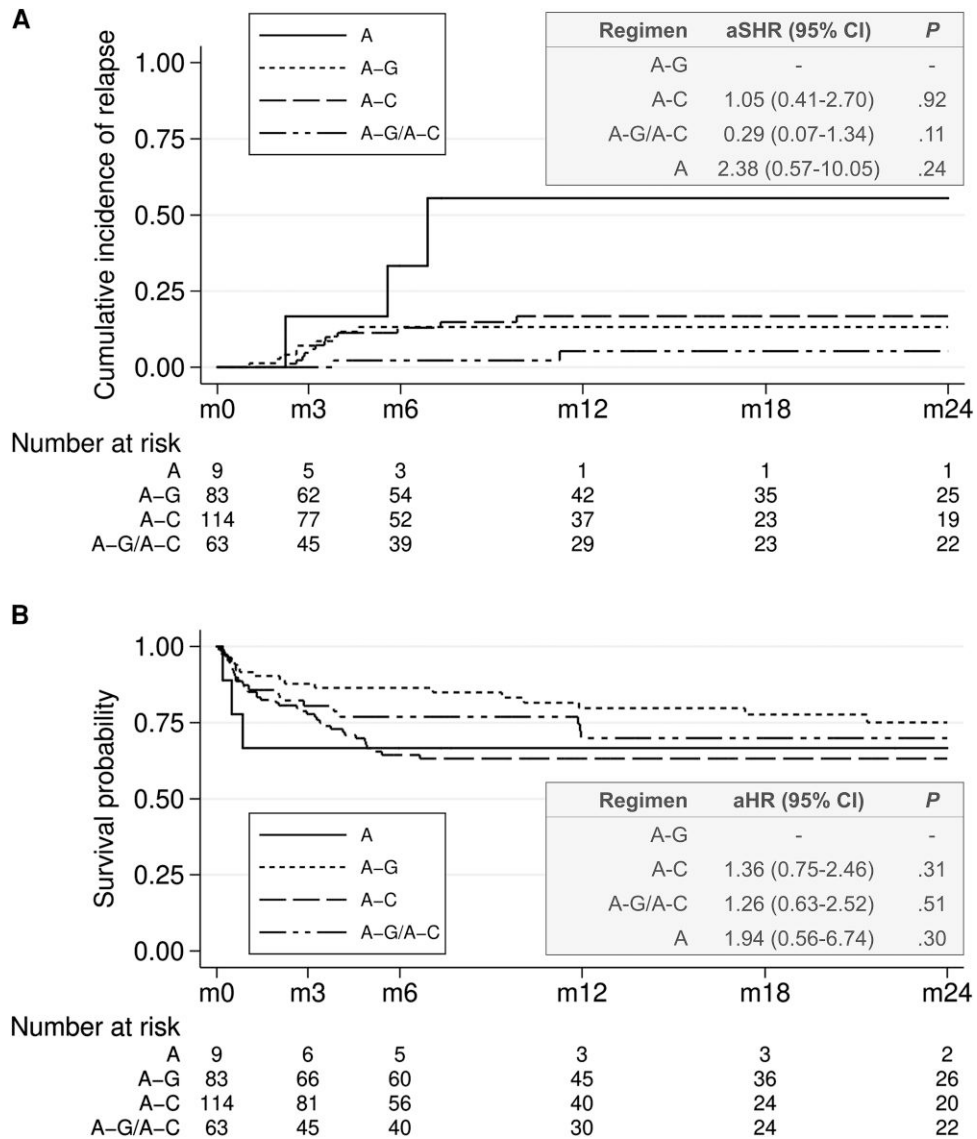 A
A
A–G
A–C
A–G/A–C
Regimen aSHR (95% CI) P
A-G - -
A-C 1.05 (0.41-2.70) .92
A-G/A-C 0.29 (0.07-1.34) .11
A 2.38 (0.57-10.05) .24
Cumulative incidence of relapse
1.00
0.75
0.50
0.25
0.00
m0 m3 m6 m12 m18 m24
Number at risk
A 9 5 3 1 1 1
A–G 83 62 54 42 35 25
A–C 114 77 52 37 23 19
A–G/A–C 63 45 39 29 23 22
B
Survival probability
1.00
0.75
0.50
0.25
0.00
A
A–G
A–C
A–G/A–C
Regimen aHR (95% CI) P
A-G - -
A-C 1.36 (0.75-2.46) .31
A-G/A-C 1.26 (0.63-2.52) .51
A 1.94 (0.56-6.74) .30
m0 m3 m6 m12 m18 m24
Number at risk
A 9 6 5 3 3 2
A–G 83 66 60 45 36 26
A–C 114 81 56 40 24 20
A–G/A–C 63 45 40 30 24 22